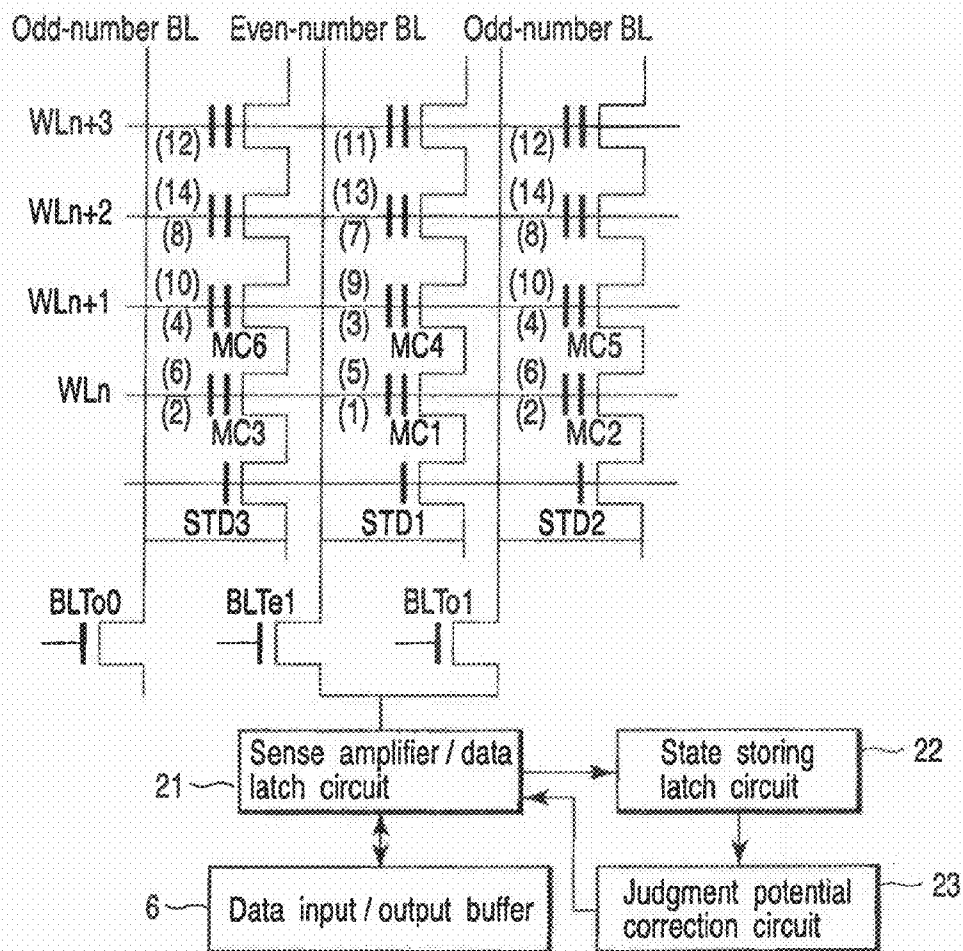 Odd-number BL Even-number BL Odd-number BL
WLn+3
(12) (11) (12)
(14) (13) (14)
WLn+2
(8) (7) (8)
(10) (9) (10)
WLn+1
(4) (3) (4)
MC6 MC4 MC5
(6) (5) (6)
WLn
(2) (1) (2)
MC3 MC1 MC2
STD3 STD1 STD2
BLTo0 BLTe1 BLTo1
Sense amplifier / data
latch circuit
21
State storing
latch circuit
22
6
Data input / output buffer
Judgment potential
correction circuit
23